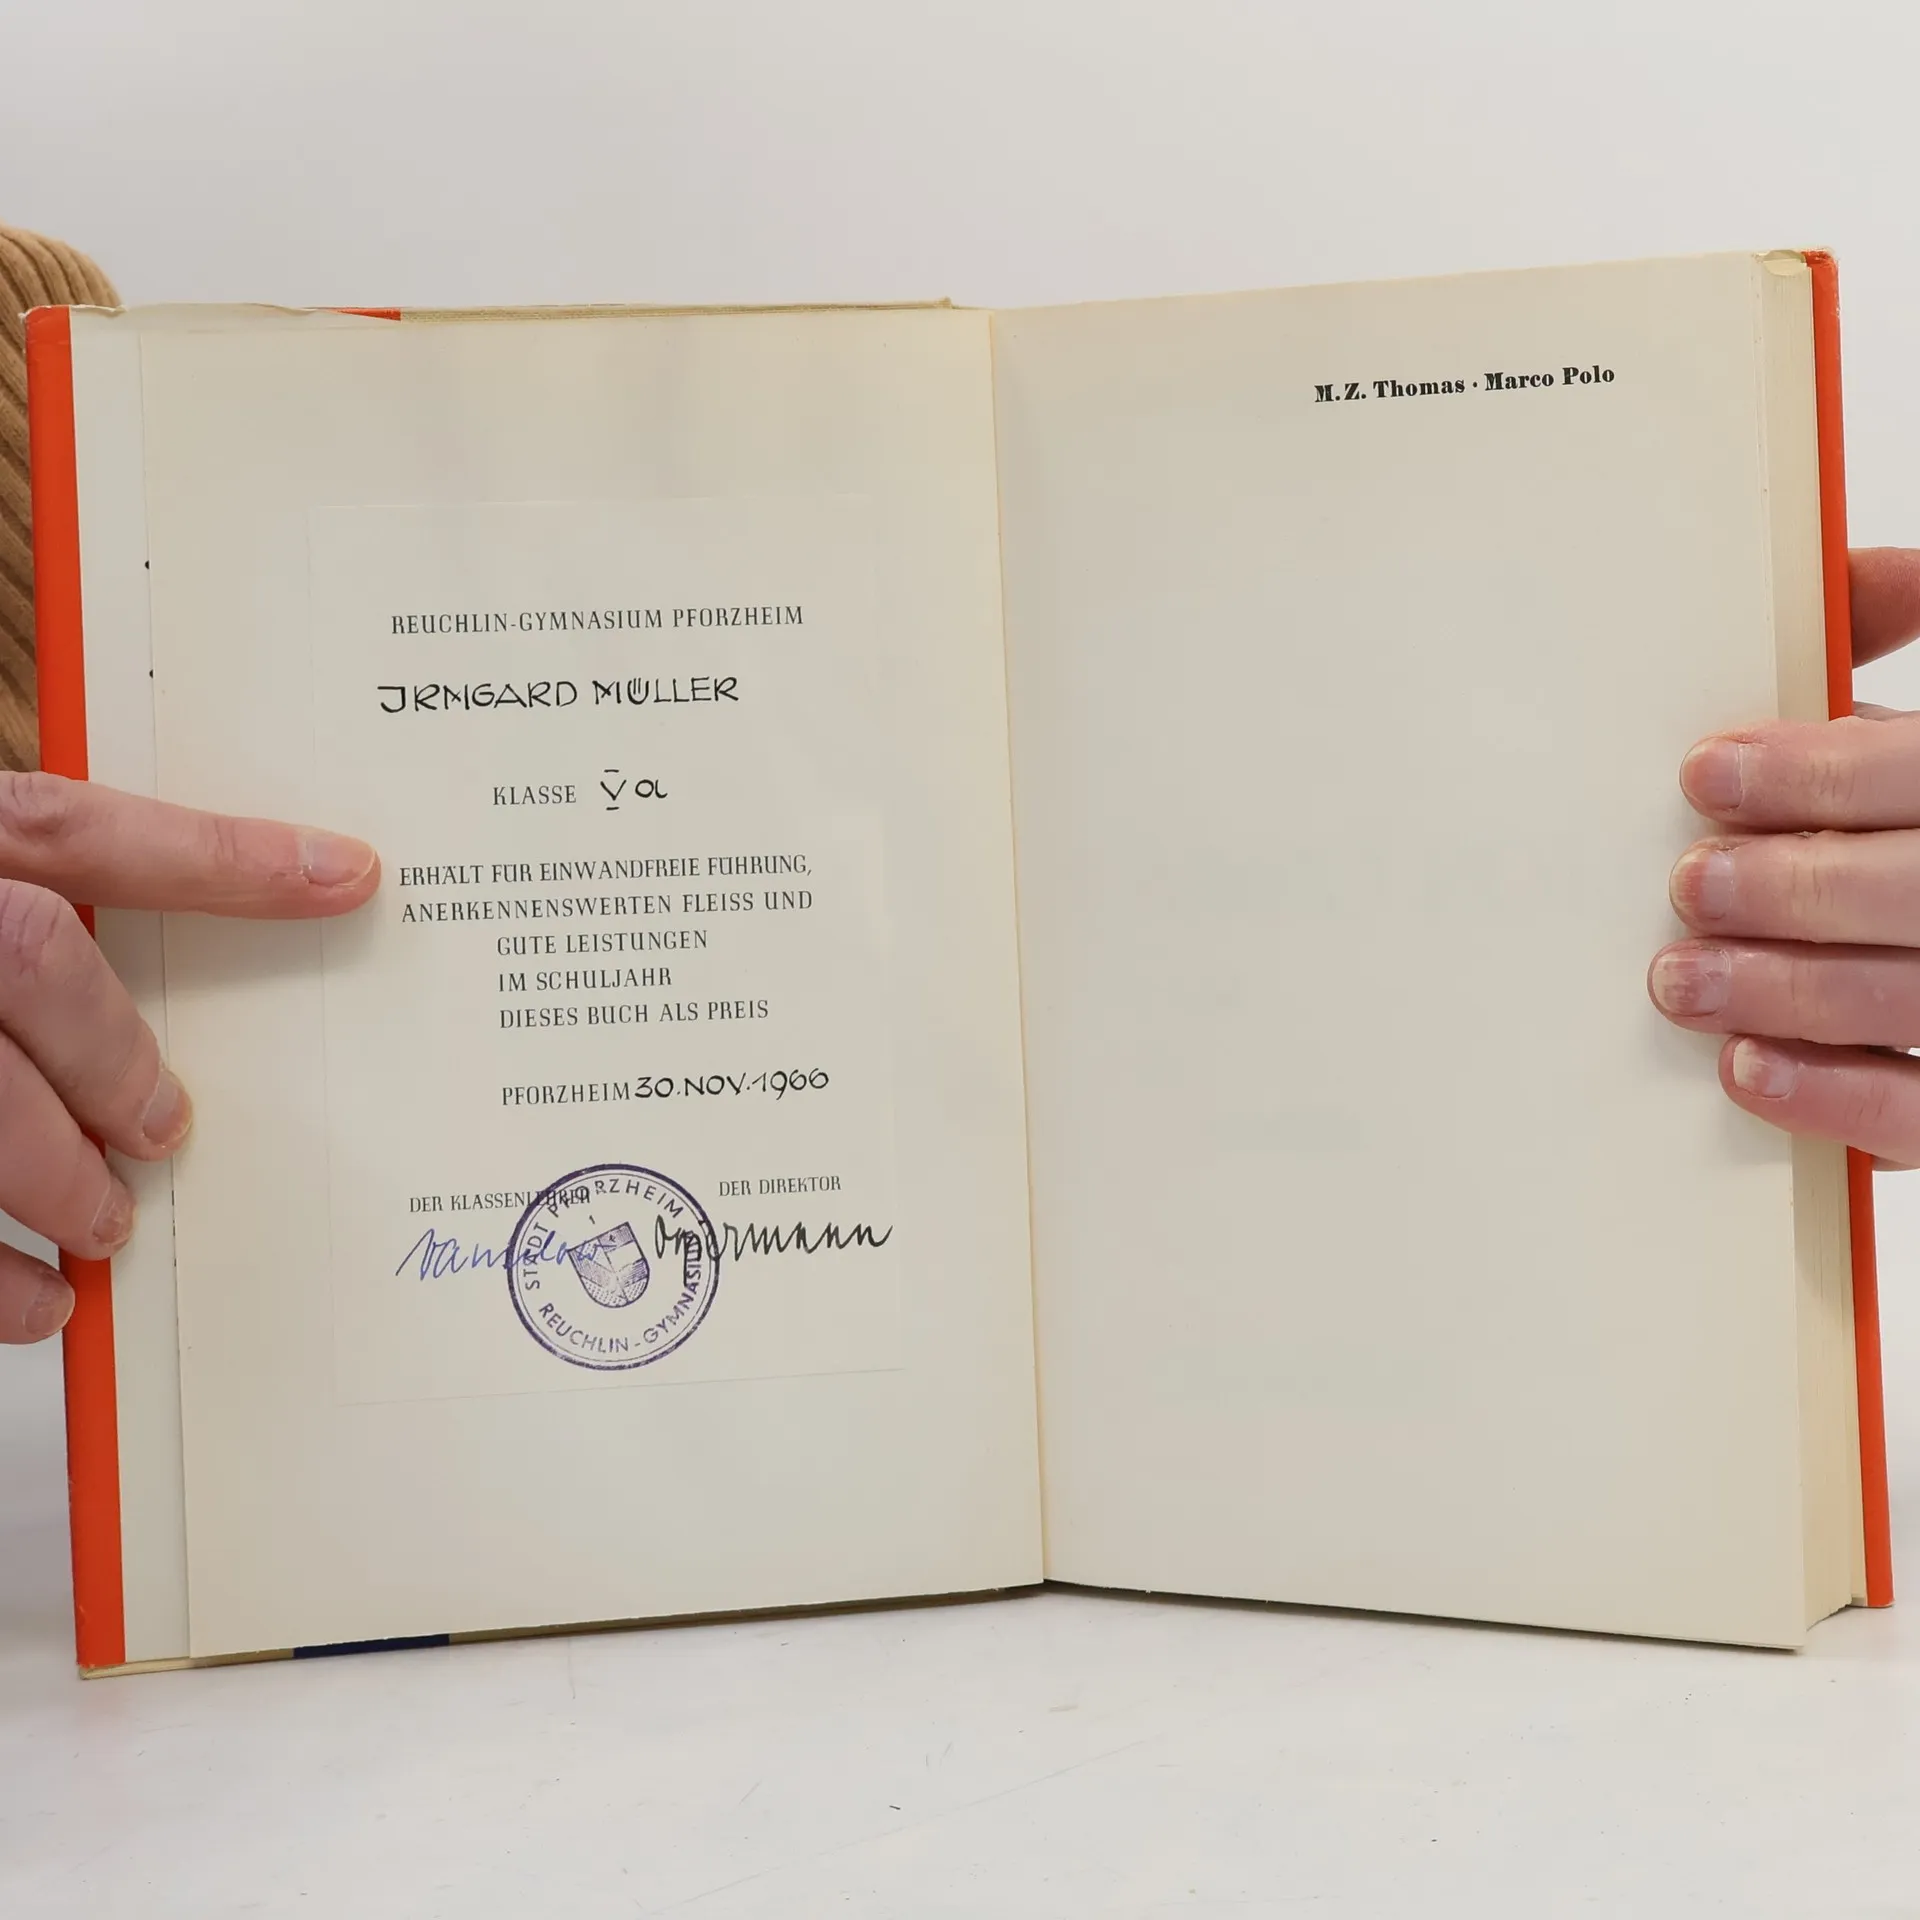 REUCHLIN-GYMNASIUM PFORZHEIM
IRMGARD MÜLLER
KLASSE V a
ERHÄLT FÜR EINWANDFREIE FÜHRUNG,
ANERKENNENSWERTEN FLEISS UND
GUTE LEISTUNGEN
IM SCHULJAHR
DIESES BUCH ALS PREIS
PFORZHEIM 30.NOV.1966
DER KLASSENLEHRER
DER DIREKTOR
STADT PFORZHEIM
REUCHLIN-GYMNASIUM
M.Z. Thomas · Marco Polo